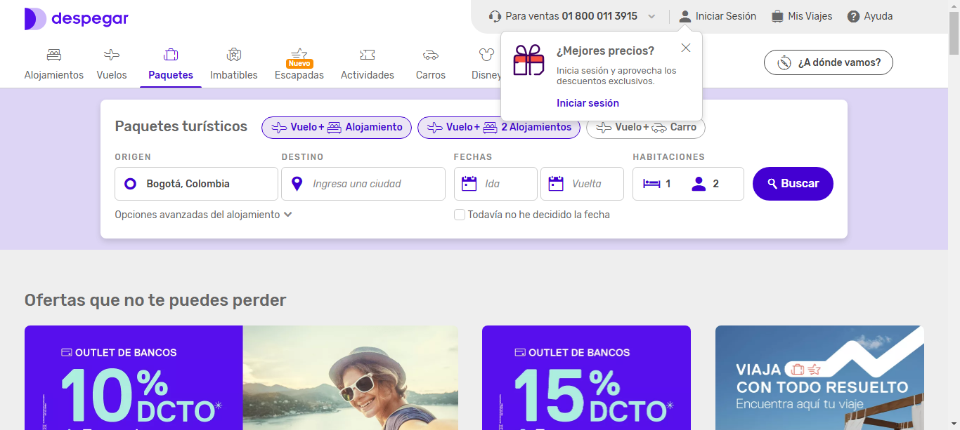 despegar
Para ventas 01 800 011 3915
Iniciar Sesión
Mis Viajes
Ayuda
Alojamientos
Vuelos
Paquetes
Imbatibles
Nuevo
Escapadas
Actividades
Carros
Disney
¿A dónde vamos?
¿Mejores precios?
Inicia sesión y aprovecha los
descuentos exclusivos.
Iniciar sesión
Paquetes turísticos
Vuelo + Alojamiento
Vuelo + 2 Alojamientos
Vuelo + Carro
ORIGEN
DESTINO
FECHAS
HABITACIONES
Bogotá, Colombia
Ingresa una ciudad
Ida
Vuelta
1
2
Buscar
Opciones avanzadas del alojamiento
Todavía no he decidido la fecha
Ofertas que no te puedes perder
OUTLET DE BANCOS
10%
DCTO*
OUTLET DE BANCOS
15%
DCTO*
VIAJA
CON TODO RESUELTO
Encuentra aquí tu viaje